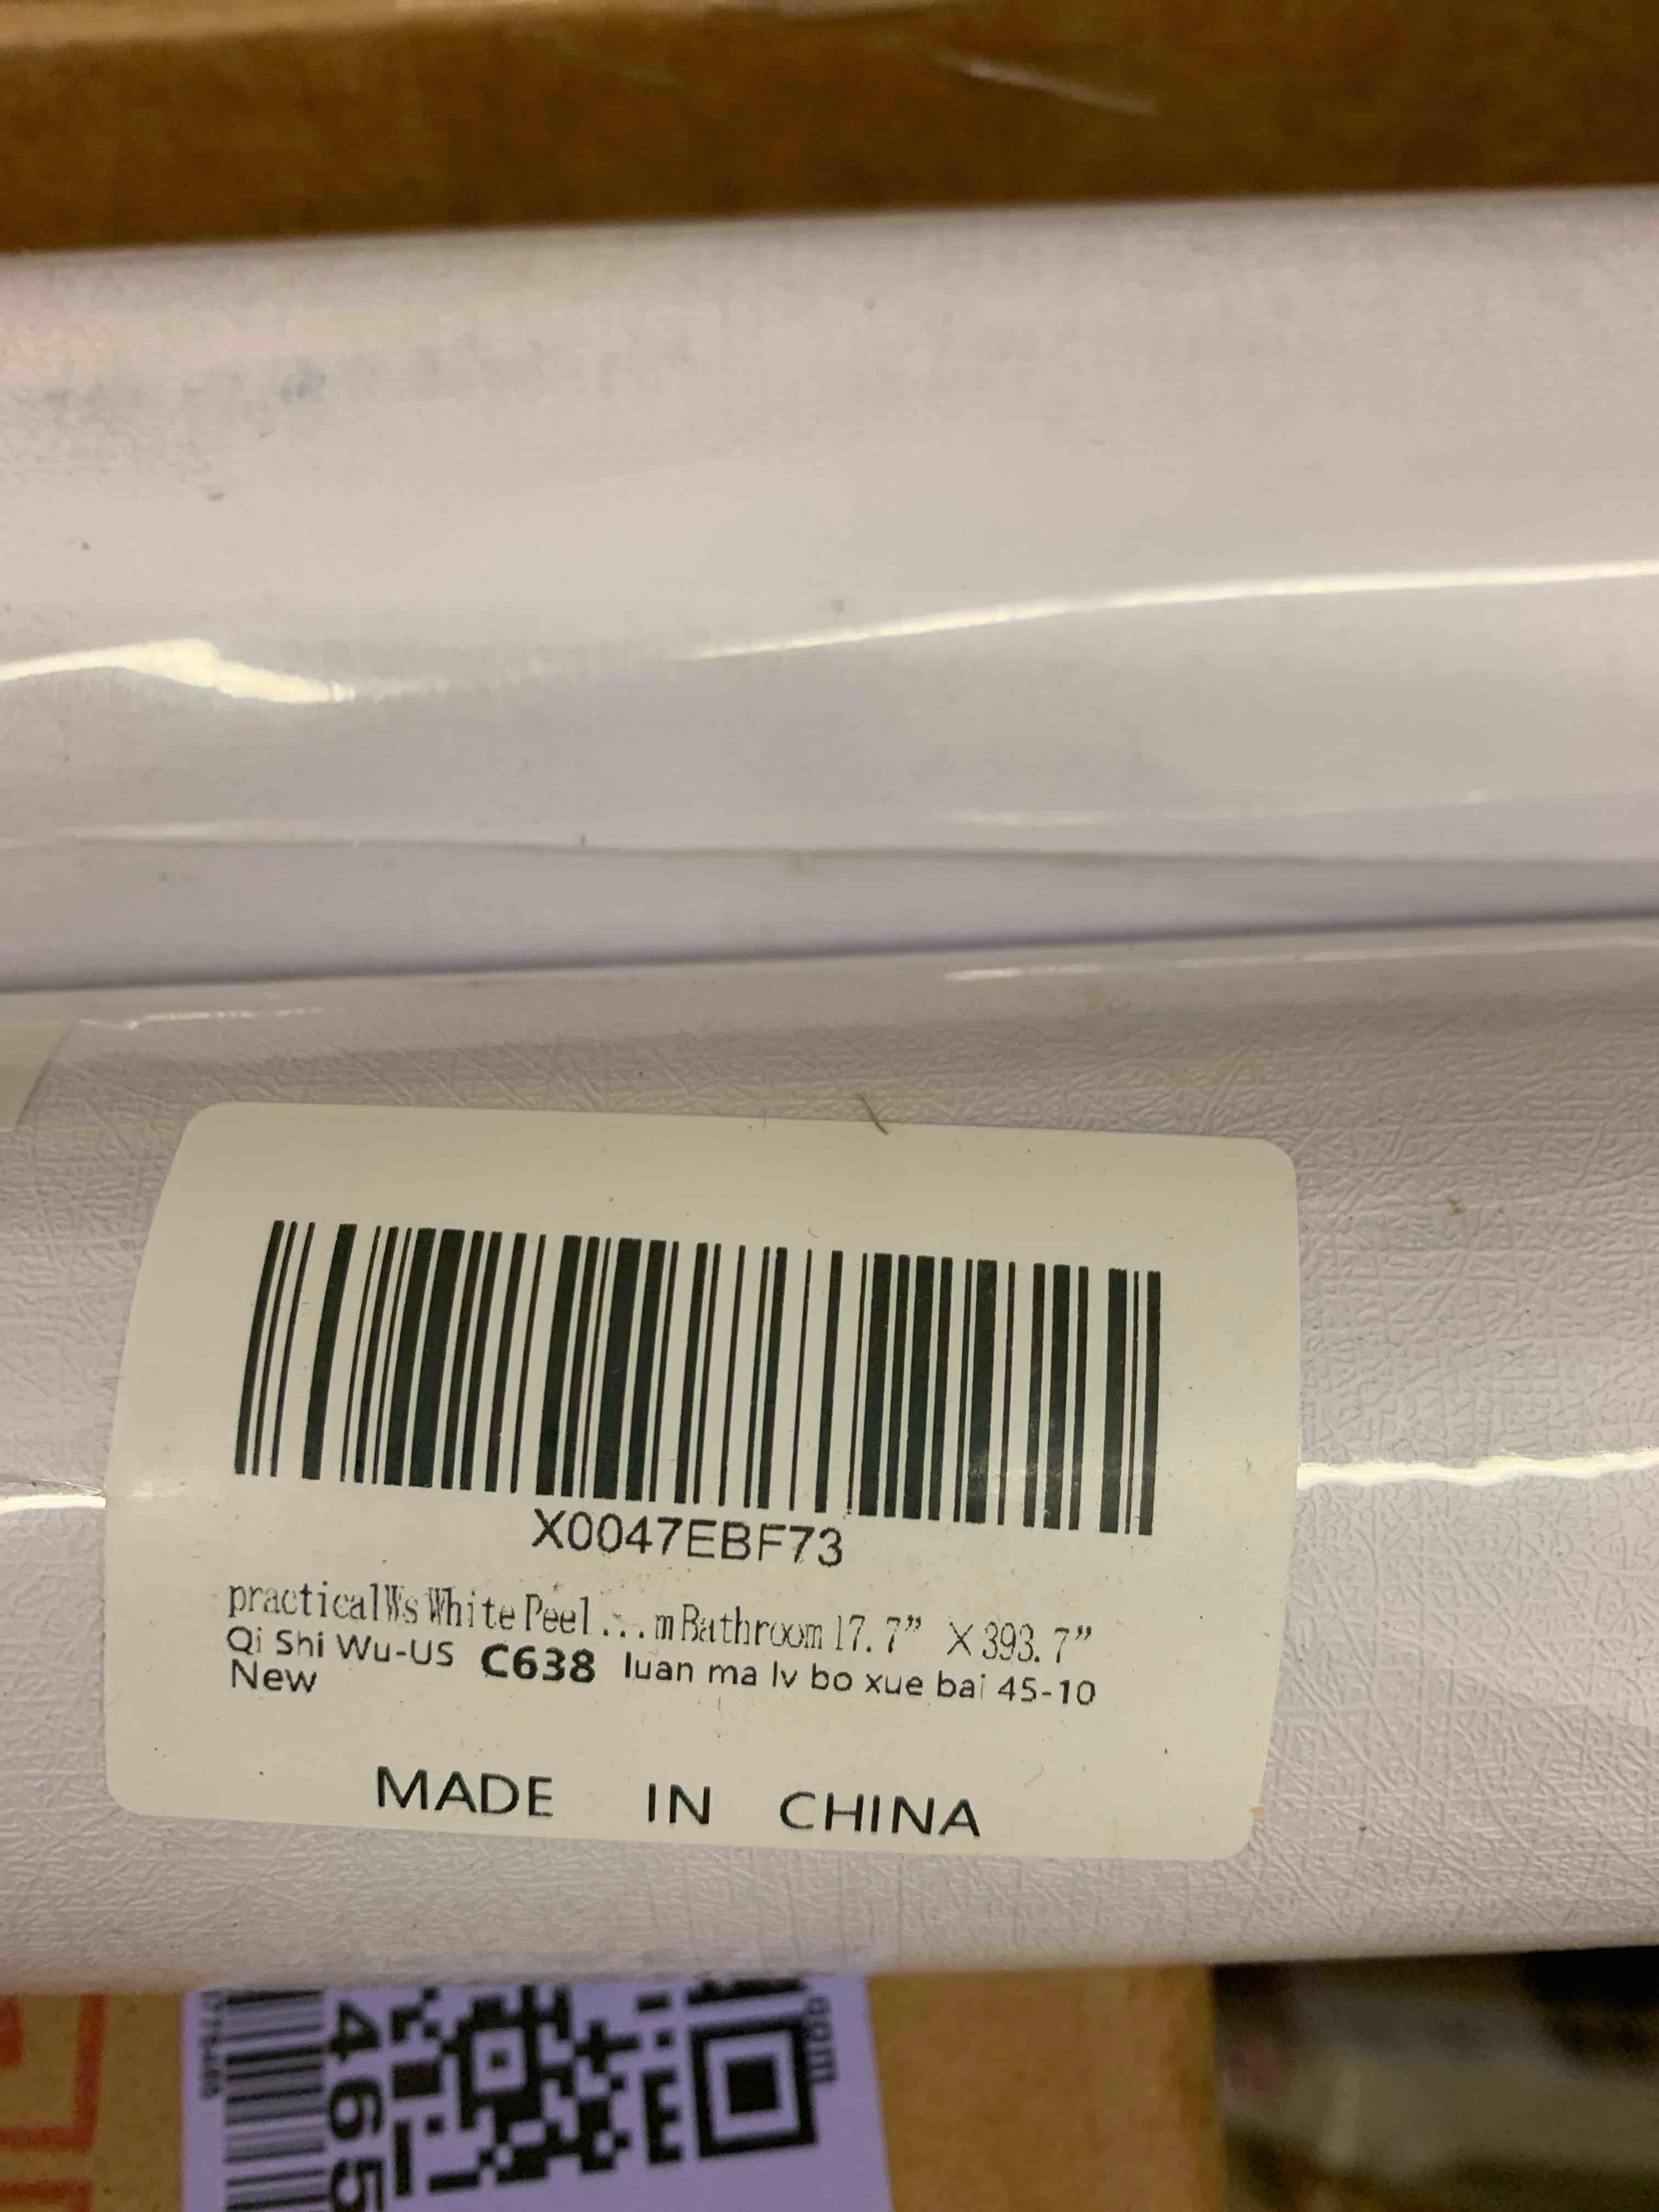 X0047EBF73
practicalWs White Peel ... m Bathroom 17.7” X 393.7”
Qi Shi Wu-US C638 luan ma lv bo xue bai 45-10
New
MADE IN CHINA
465